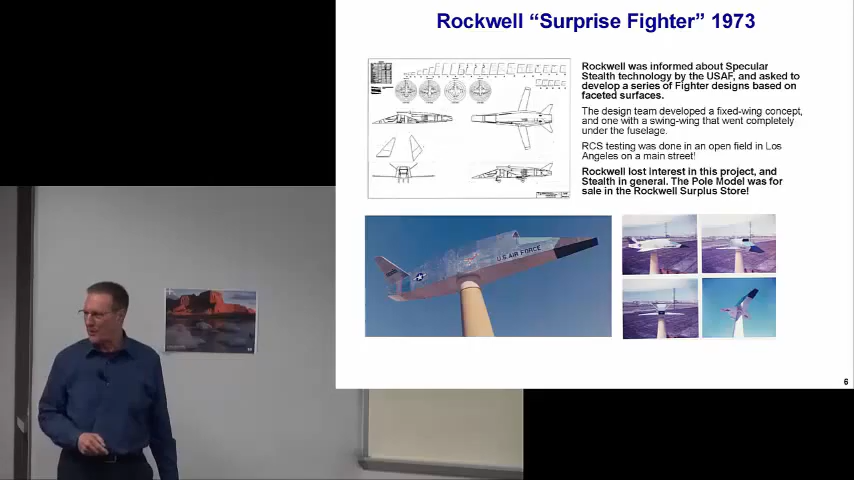 Rockwell “Surprise Fighter” 1973
Rockwell was informed about Specular
Stealth technology by the USAF, and asked to
develop a series of Fighter designs based on
faceted surfaces.
The design team developed a fixed-wing concept,
and one with a swing-wing that went completely
under the fuselage.
RCS testing was done in an open field in Los
Angeles on a main street!
Rockwell lost interest in this project, and
Stealth in general. The Pole Model was for
sale in the Rockwell Surplus Store!
U.S. AIR FORCE
6